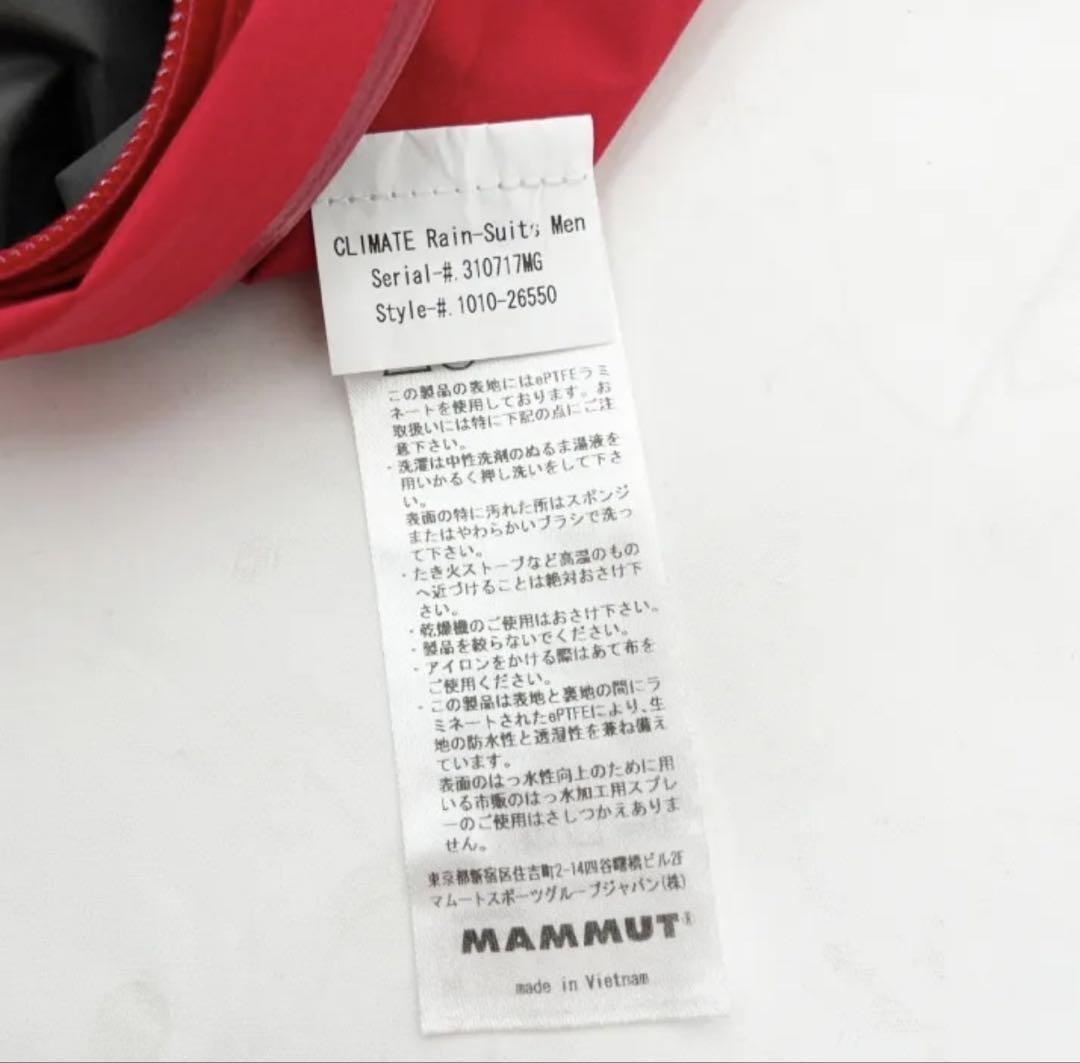 CLIMATE Rain-Suits Men
Serial-#.310717MG
Style-#.1010-26550
この製品の表地にはePTFEラミ
ネートを使用しております。お
取扱いには特に下記の点にご注
意下さい。
・洗濯は中性洗剤のぬるま湯液を
用いかるく押し洗いをして下さ
い。
表面の特に汚れた所はスポンジ
またはやわらかいブラシで洗っ
て下さい。
・たき火ストーブなど高温のもの
へ近づけることは絶対おさけ下
さい。
・乾燥機のご使用はおさけ下さい。
・製品を絞らないでください。
・アイロンをかける際はあて布を
ご使用ください。
・この製品は表地と裏地の間にラ
ミネートされたePTFEにより、生
地の防水性と透湿性を兼ね備え
ています。
表面のはっ水性向上のために用
いる市販のはっ水加工用スプレ
ーのご使用はさしつかえありま
せん。
東京都新宿区住吉町2-14四谷曙橋ビル2F
マムートスポーツグループジャパン(株)
MAMMUT®
made in Vietnam